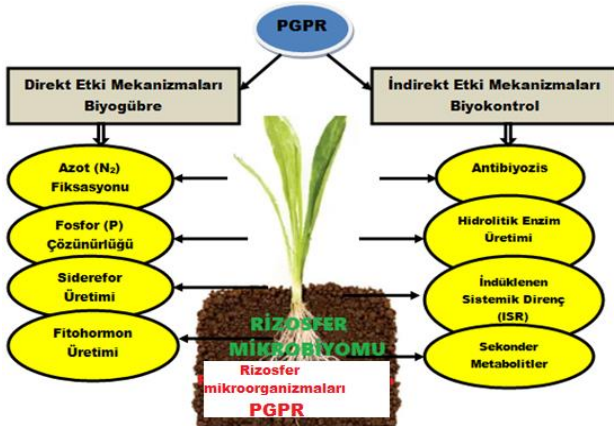 PGPR
Direkt Etki Mekanizmaları
Biyogübre
İndirekt Etki Mekanizmaları
Biyokontrol
Azot (N₂)
Fiksasyonu
Fosfor (P)
Çözünürlüğü
Siderefor
Üretimi
Fitohormon
Üretimi
Antibiyozis
Hidrolitik Enzim
Üretimi
İndüklenen
Sistemik Direnç
(ISR)
Sekonder
Metabolitler
RİZOSFER
MİKROBİYOMU
Rizosfer
mikroorganizmaları
PGPR